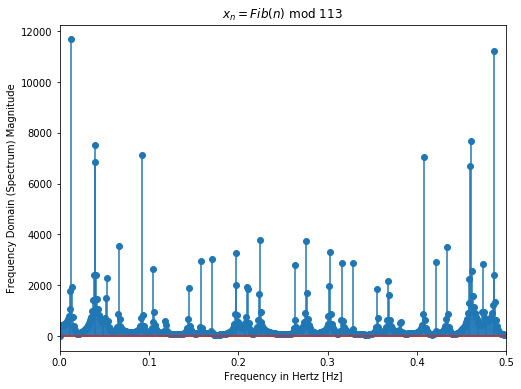 x_n = Fib(n) mod 113
Frequency Domain (Spectrum) Magnitude
12000
10000
8000
6000
4000
2000
0
0.0 0.1 0.2 0.3 0.4 0.5
Frequency in Hertz [Hz]